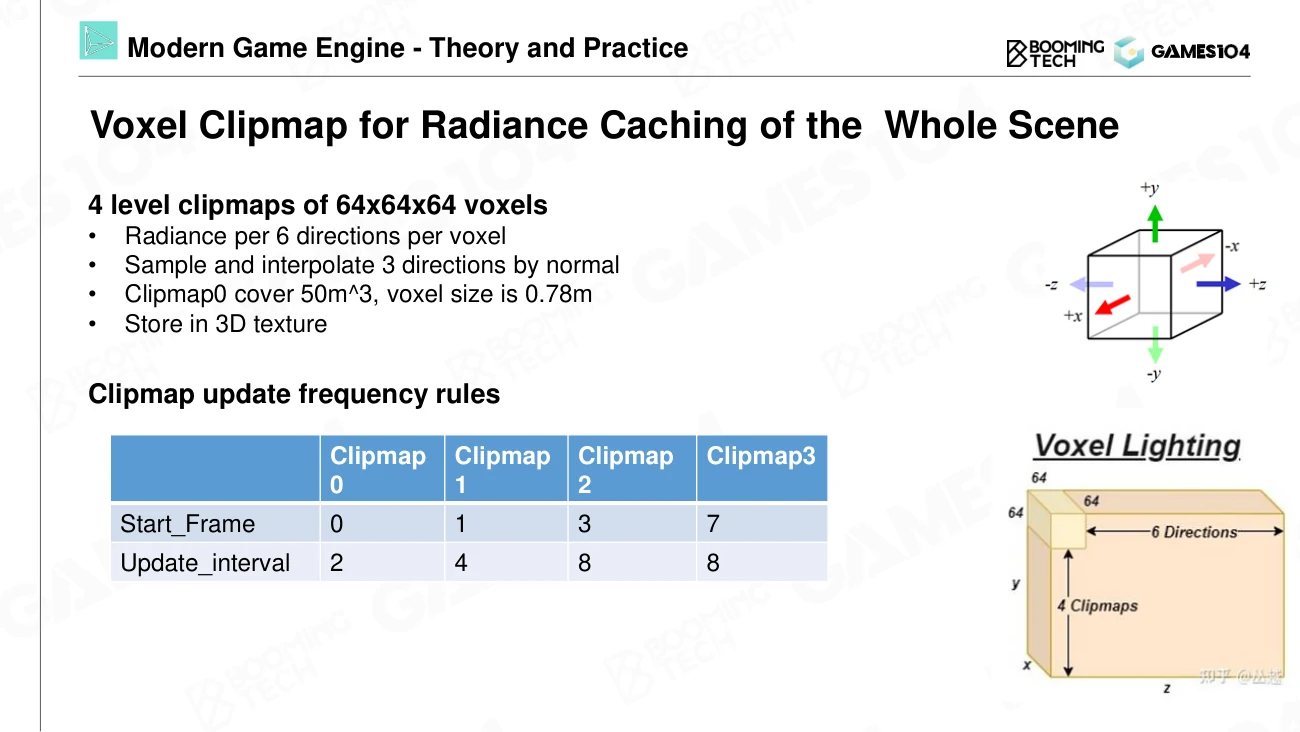 Modern Game Engine - Theory and Practice
BOOMING
TECH
GAMES104
Voxel Clipmap for Radiance Caching of the  Whole Scene
4 level clipmaps of 64x64x64 voxels
• Radiance per 6 directions per voxel
• Sample and interpolate 3 directions by normal
• Clipmap0 cover 50m^3, voxel size is 0.78m
• Store in 3D texture
+y
-x
-z
+z
+x
-y
Clipmap update frequency rules
Clipmap 0 Clipmap 1 Clipmap 2 Clipmap3
Start_Frame 0 1 3 7
Update_interval 2 4 8 8
Voxel Lighting
64
64
64
6 Directions
y
4 Clipmaps
x
z
知乎 @丛越